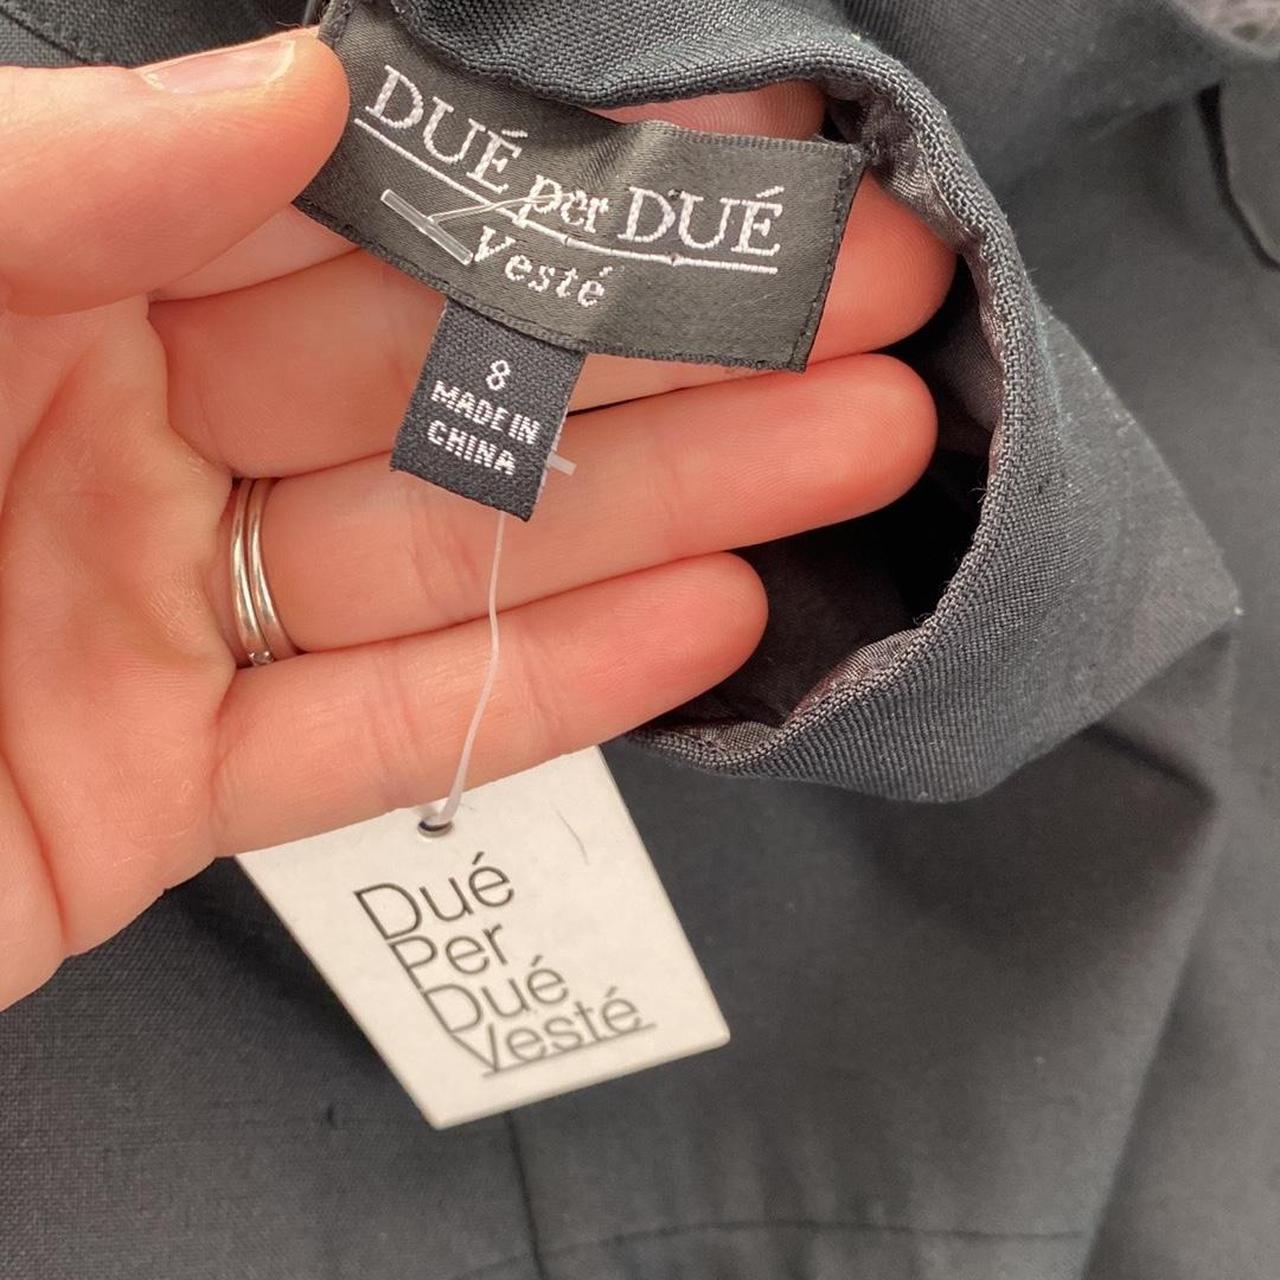 DUÉ per DUÉ
Vesté
8
MADE IN
CHINA
Dué
Per
Dué
Vesté